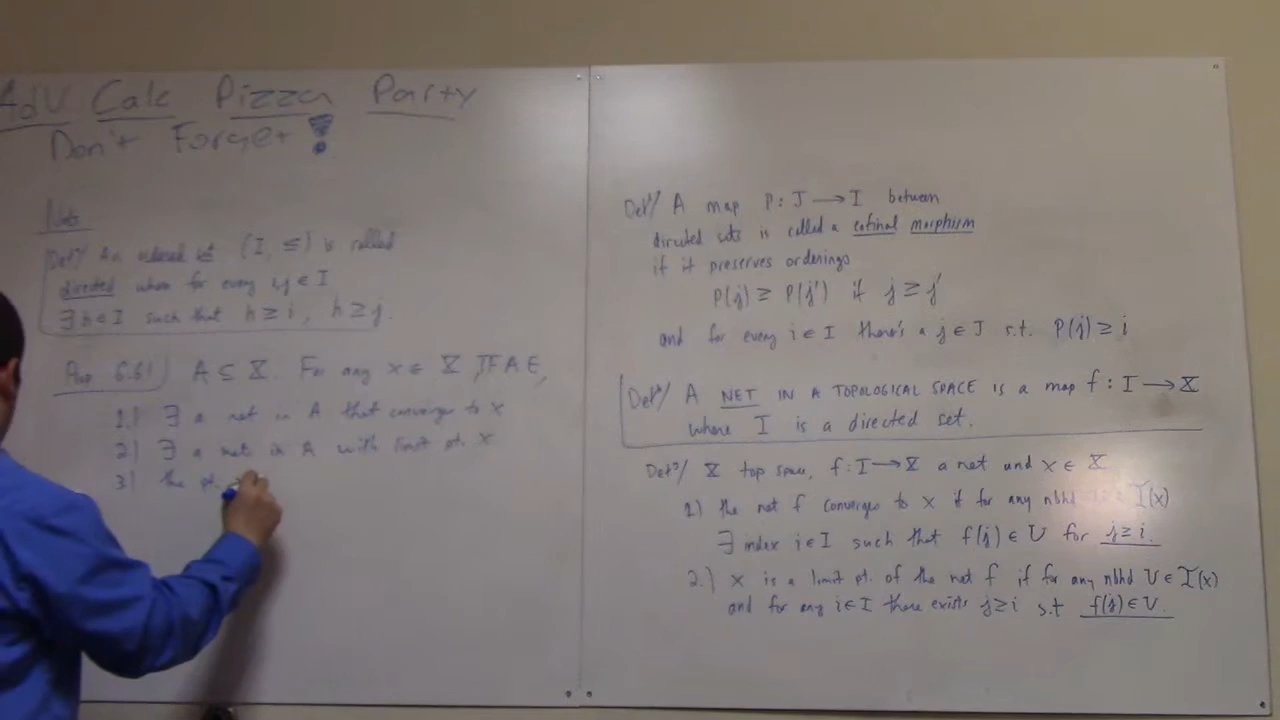 Adv Calc Pizza Party
Don't Forget !
Nets
Def'/ An ordered set (I, ≤) is called
directed when for every i,j ∈ I
∃ h ∈ I such that h ≥ i, h ≥ j.
Prop 6.61) A ⊆ X. For any x ∈ X, TFAE,
1.) ∃ a net in A that converges to x
2.) ∃ a net in A with limit pt. x
3) the pt.
Def'/ A map P: J → I between
directed sets is called a cofinal morphism
if it preserves orderings
P(j) ≥ P(j') if j ≥ j'
and for every i ∈ I there's a j ∈ J s.t. P(j) ≥ i
Def'/ A NET IN A TOPOLOGICAL SPACE is a map f: I → X
where I is a directed set.
Def'/ X top space, f: I → X a net and x ∈ X
1) the net f converges to x if for any nbhd I(x)
∃ index i ∈ I such that f(j) ∈ U for j ≥ i.
2.) x is a limit pt. of the net f if for any nbhd U ∈ I(x)
and for any i ∈ I there exists j ≥ i s.t f(j) ∈ U.